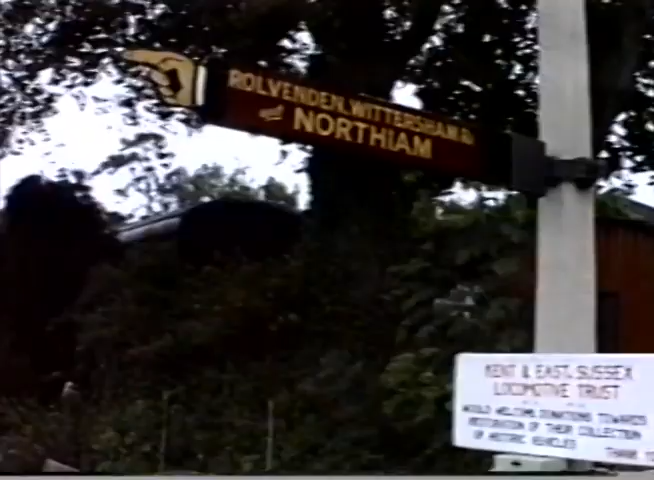 ROLVENDEN, WITTERSHAM Rd.
and NORTHIAM
KENT & EAST SUSSEX
LOCOMOTIVE TRUST
WOULD WELCOME DONATIONS TOWARDS
RESTORATION OF THEIR COLLECTION
OF HISTORIC VEHICLES
THANK